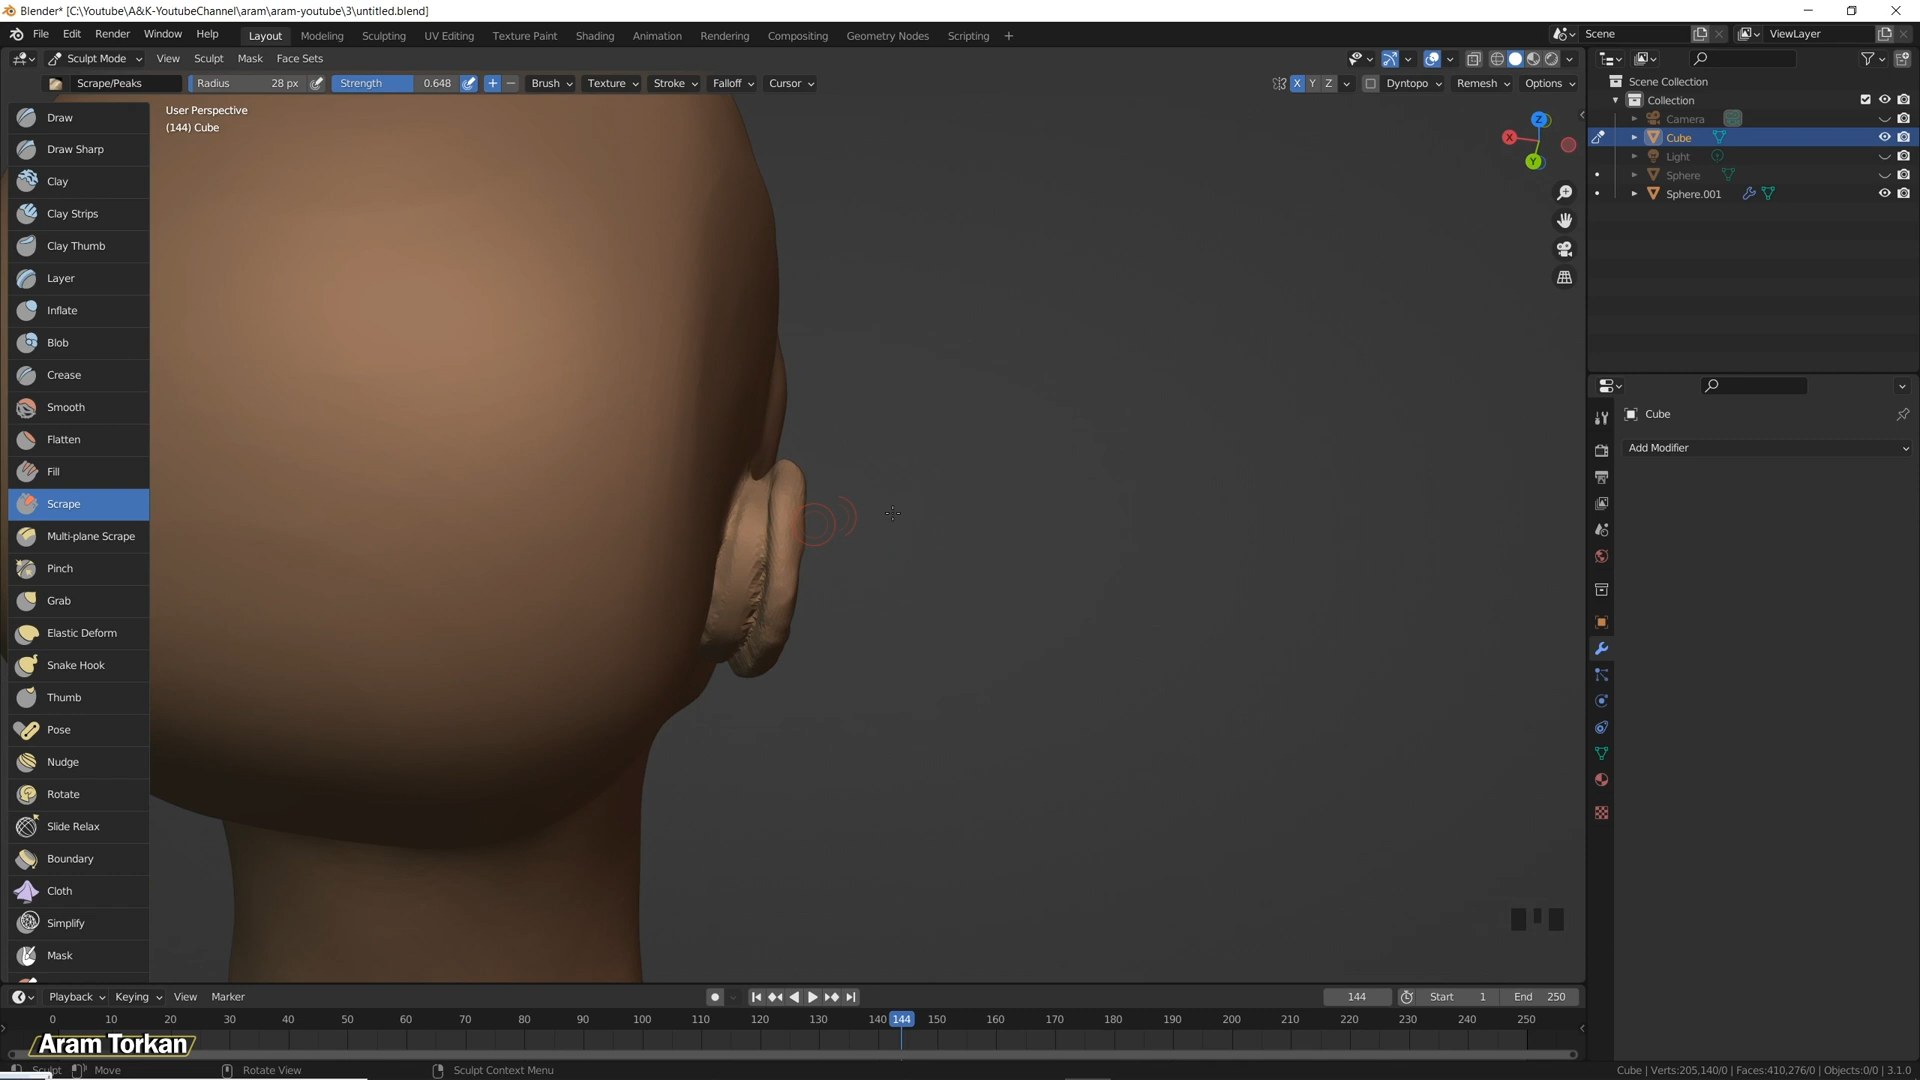 Blender* [C:\Youtube\A&K-YoutubeChannel\aram\aram-youtube\3\untitled.blend]
File Edit Render Window Help Layout Modeling Sculpting UV Editing Texture Paint Shading Animation Rendering Compositing Geometry Nodes Scripting + Scene ViewLayer
Sculpt Mode View Sculpt Mask Face Sets
Scrape/Peaks Radius 28 px Strength 0.648 Brush Texture Stroke Falloff Cursor X Y Z Dyntopo Remesh Options
User Perspective
(144) Cube
Draw
Draw Sharp
Clay
Clay Strips
Clay Thumb
Layer
Inflate
Blob
Crease
Smooth
Flatten
Fill
Scrape
Multi-plane Scrape
Pinch
Grab
Elastic Deform
Snake Hook
Thumb
Pose
Nudge
Rotate
Slide Relax
Boundary
Cloth
Simplify
Mask
Z
X
Y
Scene Collection
Collection
Camera
Cube
Light
Sphere
Sphere.001
Cube
Add Modifier
Playback Keying View Marker 144 Start 1 End 250
0 10 20 30 40 50 60 70 80 90 100 110 120 130 140 144 150 160 170 180 190 200 210 220 230 240 250
Aram Torkan
Sculpt Move Rotate View Sculpt Context Menu Cube | Verts:205,140/0 | Faces:410,276/0 | Objects:0/0 | 3.1.0